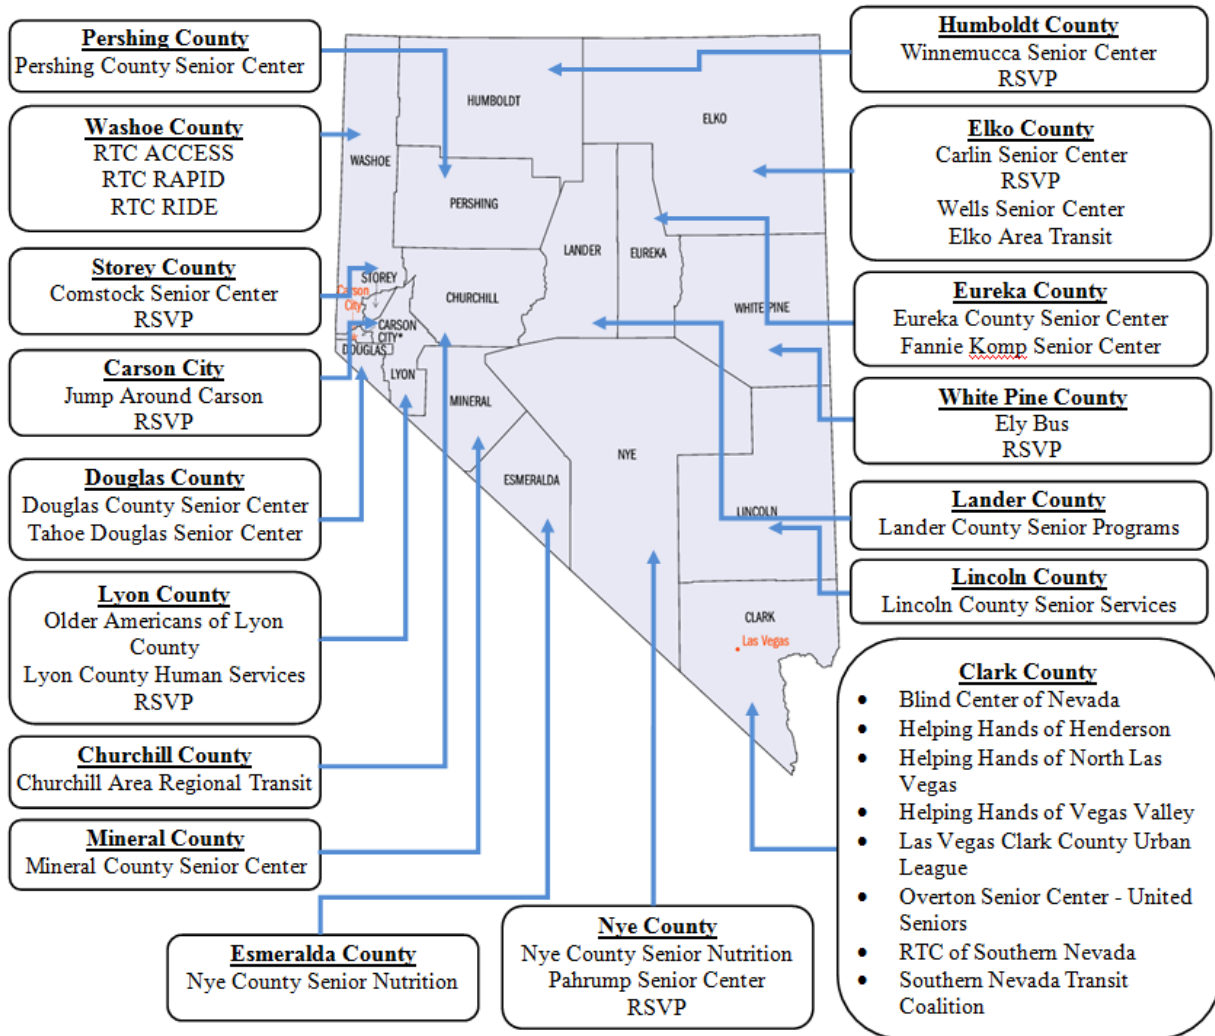 Pershing County
Pershing County Senior Center
Washoe County
RTC ACCESS
RTC RAPID
RTC RIDE
Storey County
Comstock Senior Center
RSVP
Carson City
Jump Around Carson
RSVP
Douglas County
Douglas County Senior Center
Tahoe Douglas Senior Center
Lyon County
Older Americans of Lyon
County
Lyon County Human Services
RSVP
Churchill County
Churchill Area Regional Transit
Mineral County
Mineral County Senior Center
Esmeralda County
Nye County Senior Nutrition
Nye County
Nye County Senior Nutrition
Pahrump Senior Center
RSVP
HUMBOLDT
ELKO
WASHOE
PERSHING
LANDER
EUREKA
STOREY
Carson
City
CHURCHILL
WHITE PINE
CARSON
CITY
DOUGLAS
LYON
MINERAL
NYE
ESMERALDA
LINCOLN
CLARK
Las Vegas
Humboldt County
Winnemucca Senior Center
RSVP
Elko County
Carlin Senior Center
RSVP
Wells Senior Center
Elko Area Transit
Eureka County
Eureka County Senior Center
Fannie Komp Senior Center
White Pine County
Ely Bus
RSVP
Lander County
Lander County Senior Programs
Lincoln County
Lincoln County Senior Services
Clark County
• Blind Center of Nevada
• Helping Hands of Henderson
• Helping Hands of North Las
Vegas
• Helping Hands of Vegas Valley
• Las Vegas Clark County Urban
League
• Overton Senior Center - United
Seniors
• RTC of Southern Nevada
• Southern Nevada Transit
Coalition